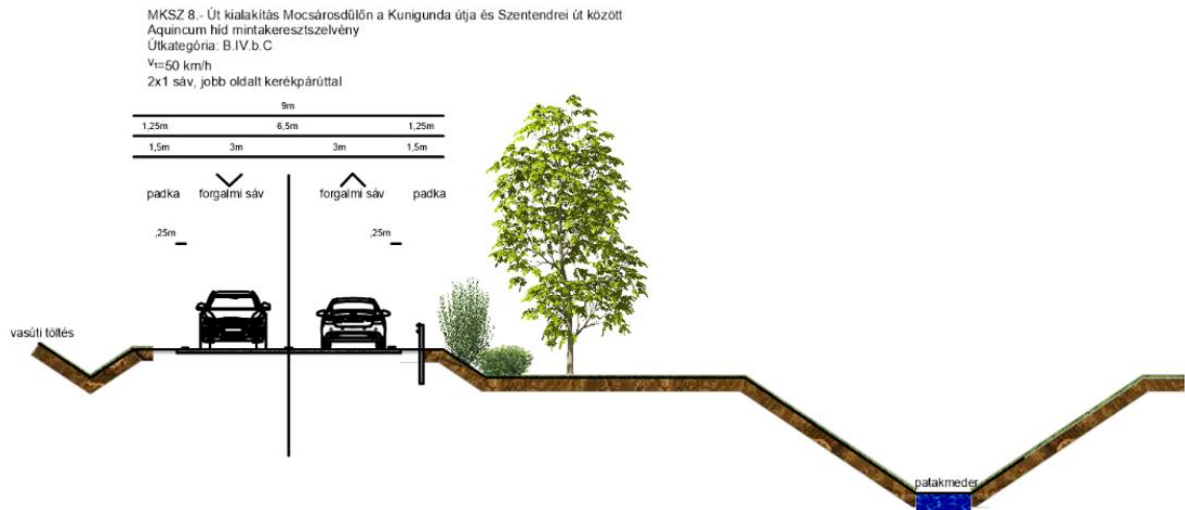 MKSZ 8.- Út kialakítás Mocsárosdűlőn a Kunigunda útja és Szentendrei út között
Aquincum híd mintakeresztszelvény
Útkategória: B.IV.b.C
vt=50 km/h
2x1 sáv, jobb oldalt kerékpárúttal
9m
1,25m 6,5m 1,25m
1,5m 3m 3m 1,5m
padka forgalmi sáv forgalmi sáv padka
,25m ,25m
vasúti töltés
patakmeder